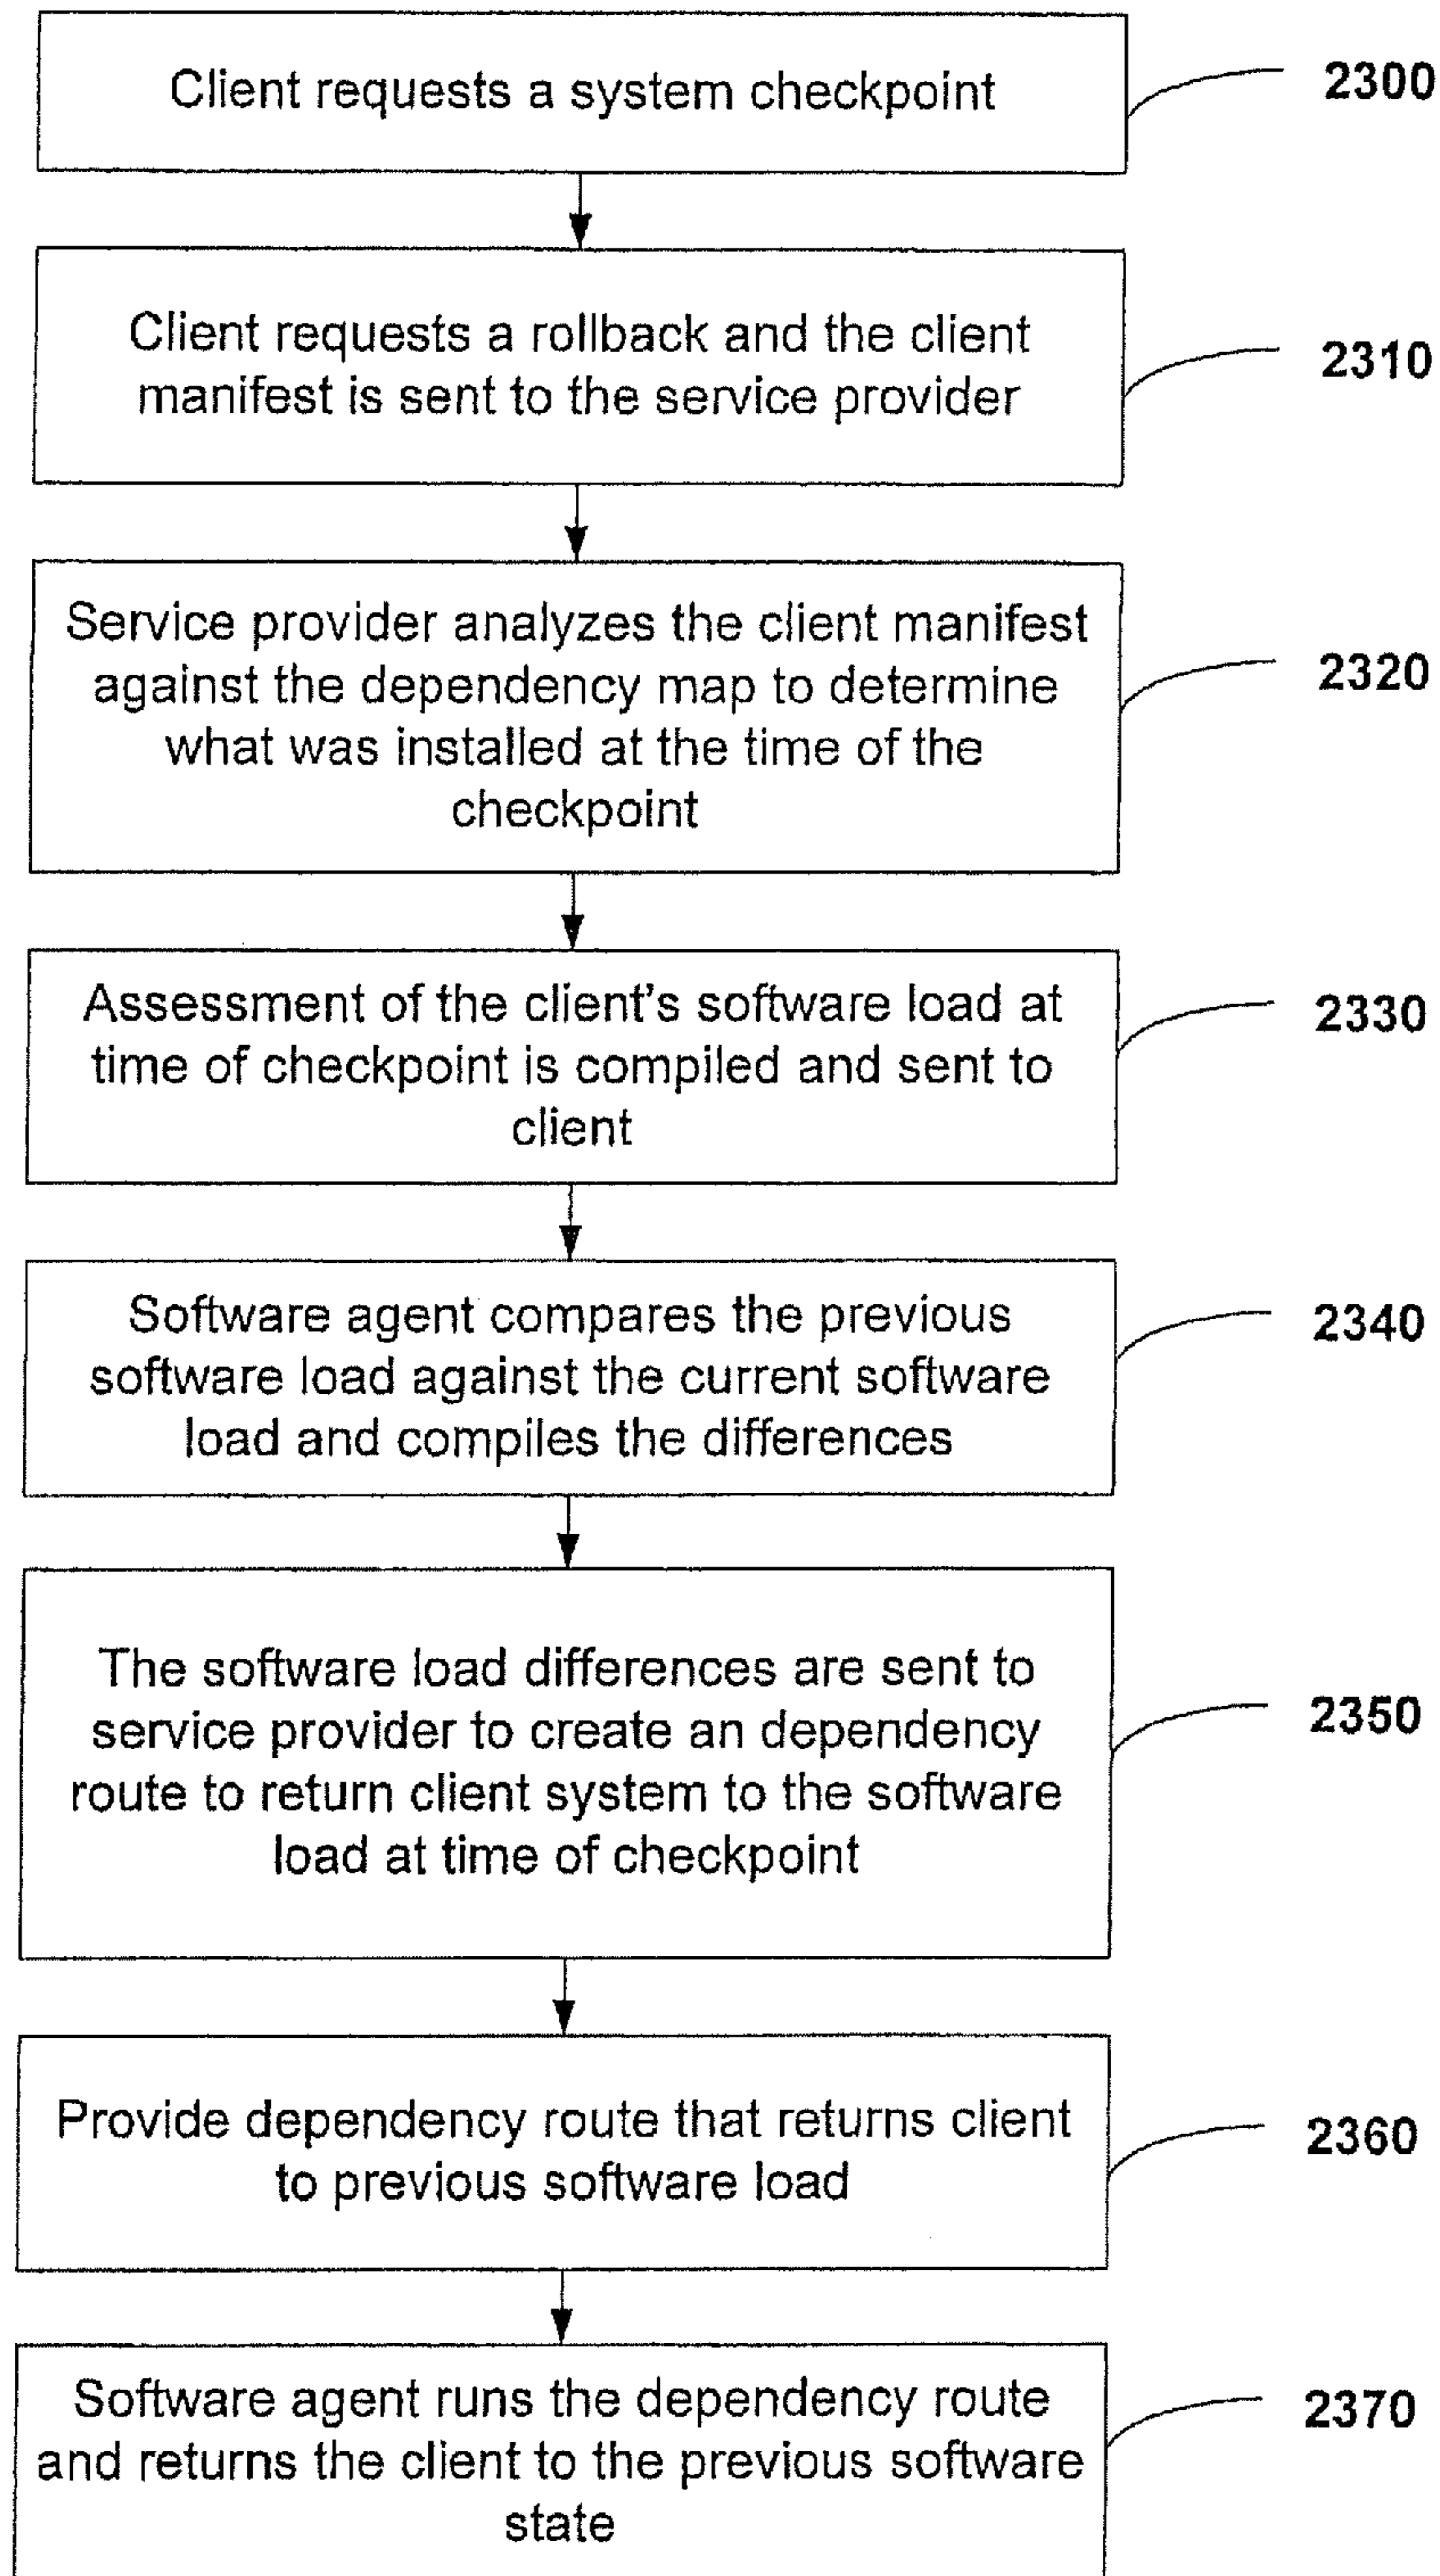 Client requests a system checkpoint
2300
Client requests a rollback and the client
manifest is sent to the service provider
2310
Service provider analyzes the client manifest
against the dependency map to determine
what was installed at the time of the
checkpoint
2320
Assessment of the client's software load at
time of checkpoint is compiled and sent to
client
2330
Software agent compares the previous
software load against the current software
load and compiles the differences
2340
The software load differences are sent to
service provider to create an dependency
route to return client system to the software
load at time of checkpoint
2350
Provide dependency route that returns client
to previous software load
2360
Software agent runs the dependency route
and returns the client to the previous software
state
2370